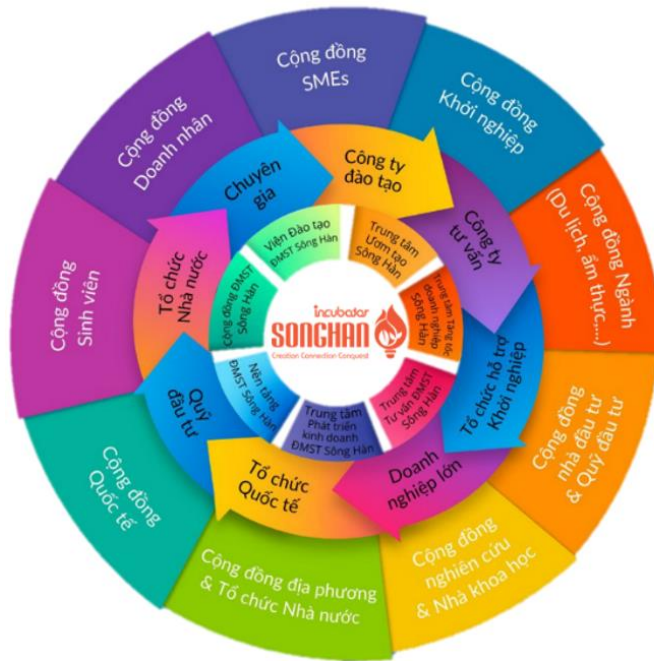 Cộng đồng
SMEs
Cộng đồng
Khởi nghiệp
Cộng đồng Ngành
(Du lịch, ẩm thực,...)
Cộng đồng
nhà đầu tư
& Quỹ đầu tư
Cộng đồng
nghiên cứu
& Nhà khoa học
Cộng đồng địa phương
& Tổ chức Nhà nước
Cộng đồng
Quốc tế
Cộng đồng
Sinh viên
Cộng đồng
Doanh nhân
Công ty
đào tạo
Công ty
tư vấn
Tổ chức hỗ trợ
Khởi nghiệp
Doanh
nghiệp lớn
Tổ chức
Quốc tế
Quỹ
đầu tư
Tổ chức
Nhà nước
Chuyên
gia
Viện Đào tạo
ĐMST Sông Hàn
Trung tâm
Ươm tạo
Sông Hàn
Trung tâm Tăng tốc
doanh nghiệp
Sông Hàn
Trung tâm
Tư vấn ĐMST
Sông Hàn
Trung tâm
Phát triển
kinh doanh
ĐMST Sông Hàn
Nền tảng
ĐMST Sông Hàn
Cộng đồng ĐMST
Sông Hàn
incubator
SONGHAN
Creation Connection Conquest